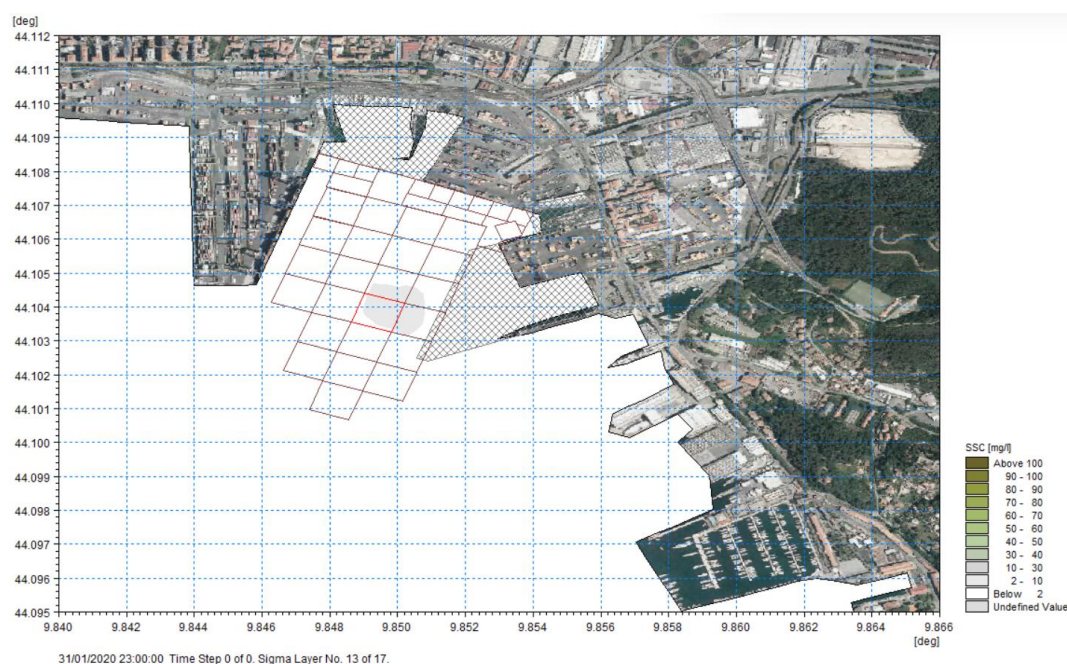 [deg]
44.112
44.111
44.110
44.109
44.108
44.107
44.106
44.105
44.104
44.103
44.102
44.101
44.100
44.099
44.098
44.097
44.096
44.095
9.840 9.842 9.844 9.846 9.848 9.850 9.852 9.854 9.856 9.858 9.860 9.862 9.864 9.866
[deg]
SSC [mg/l]
Above 100
90 - 100
80 - 90
70 - 80
60 - 70
50 - 60
40 - 50
30 - 40
10 - 30
2 - 10
Below 2
Undefined Value
31/01/2020 23:00:00 Time Step 0 of 0. Sigma Layer No. 13 of 17.